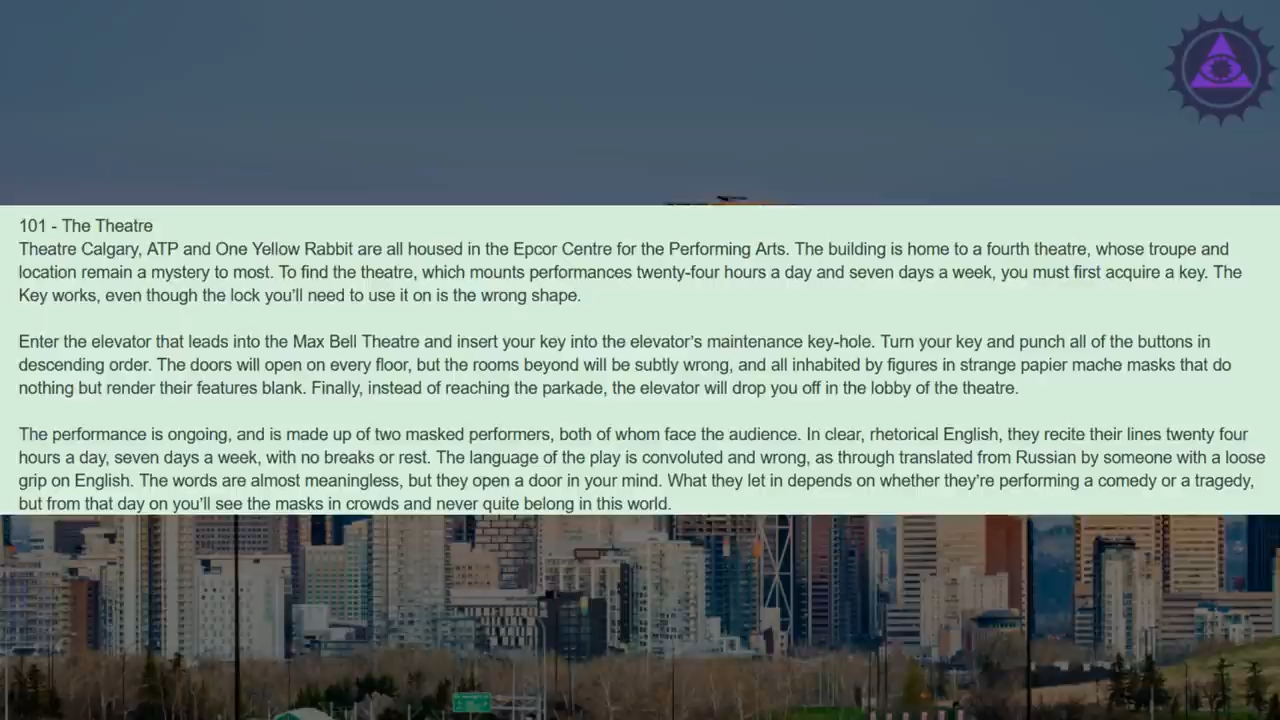 101 - The Theatre
Theatre Calgary, ATP and One Yellow Rabbit are all housed in the Epcor Centre for the Performing Arts. The building is home to a fourth theatre, whose troupe and
location remain a mystery to most. To find the theatre, which mounts performances twenty-four hours a day and seven days a week, you must first acquire a key. The
Key works, even though the lock you'll need to use it on is the wrong shape.
Enter the elevator that leads into the Max Bell Theatre and insert your key into the elevator's maintenance key-hole. Turn your key and punch all of the buttons in
descending order. The doors will open on every floor, but the rooms beyond will be subtly wrong, and all inhabited by figures in strange papier mache masks that do
nothing but render their features blank. Finally, instead of reaching the parkade, the elevator will drop you off in the lobby of the theatre.
The performance is ongoing, and is made up of two masked performers, both of whom face the audience. In clear, rhetorical English, they recite their lines twenty four
hours a day, seven days a week, with no breaks or rest. The language of the play is convoluted and wrong, as through translated from Russian by someone with a loose
grip on English. The words are almost meaningless, but they open a door in your mind. What they let in depends on whether they're performing a comedy or a tragedy,
but from that day on you'll see the masks in crowds and never quite belong in this world.